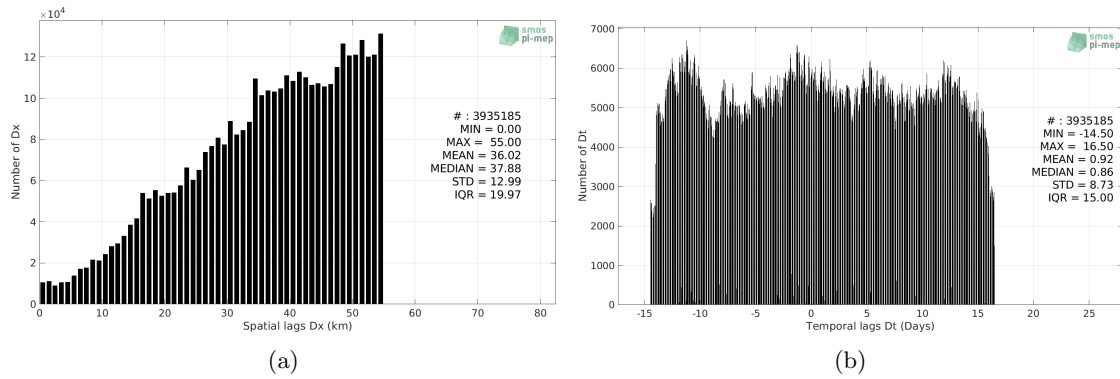 ×10⁴
smos
pi-mep
12
10
8
6
4
2
0
Number of Dx
# : 3935185
MIN = 0.00
MAX = 55.00
MEAN = 36.02
MEDIAN = 37.88
STD = 12.99
IQR = 19.97
0 10 20 30 40 50 60 70 80
Spatial lags Dx (km)
(a)
smos
pi-mep
7000
6000
5000
4000
3000
2000
1000
0
Number of Dt
# : 3935185
MIN = -14.50
MAX = 16.50
MEAN = 0.92
MEDIAN = 0.86
STD = 8.73
IQR = 15.00
-15 -10 -5 0 5 10 15 20 25
Temporal lags Dt (Days)
(b)